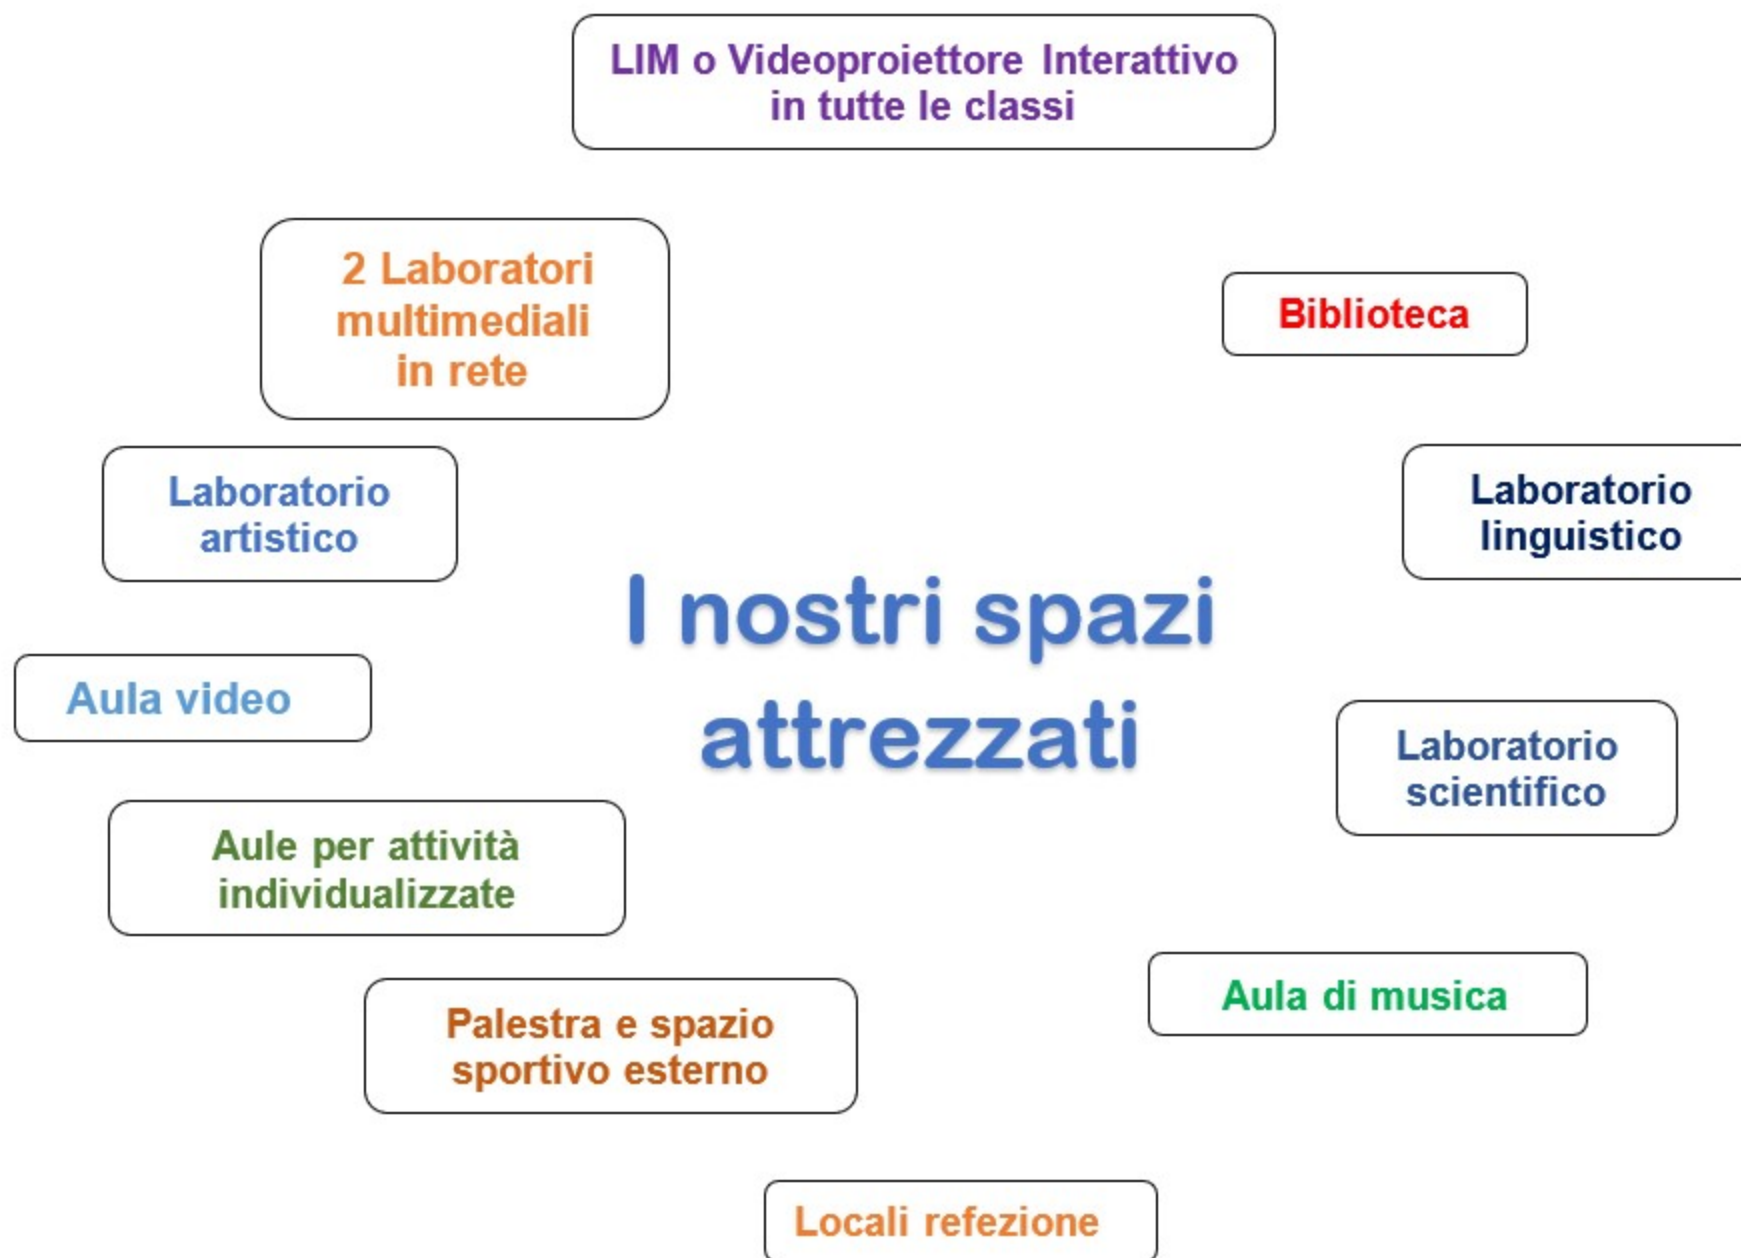 LIM o Videoproiettore Interattivo
in tutte le classi
2 Laboratori
multimediali
in rete
Biblioteca
Laboratorio
artistico
Laboratorio
linguistico
I nostri spazi
attrezzati
Aula video
Laboratorio
scientifico
Aule per attività
individualizzate
Aula di musica
Palestra e spazio
sportivo esterno
Locali refezione